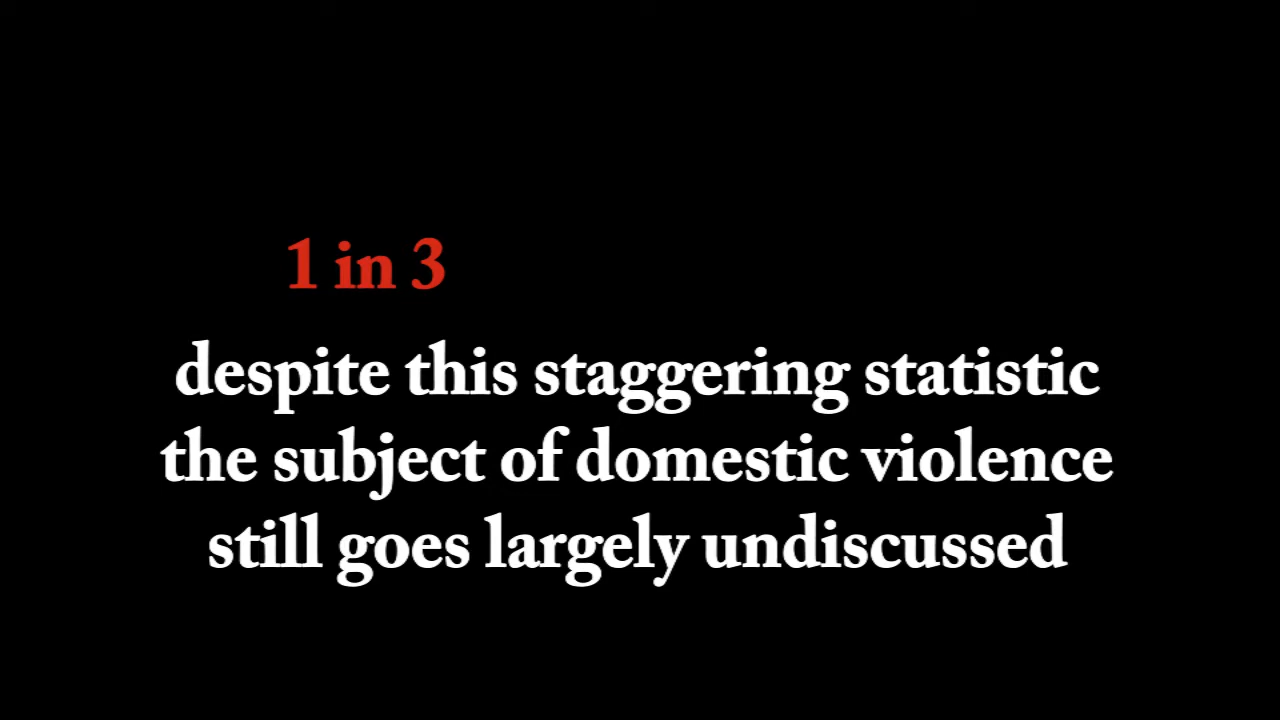 1 in 3
despite this staggering statistic
the subject of domestic violence
still goes largely undiscussed